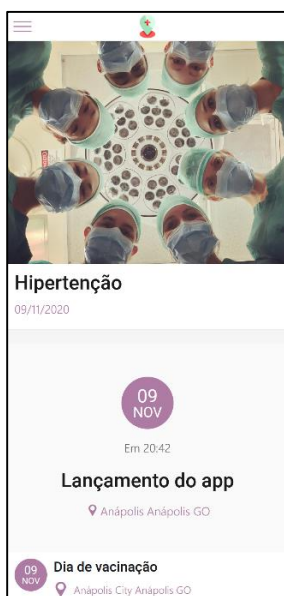 Hipertenção
09/11/2020
09
NOV
Em 20:42
Lançamento do app
Anápolis Anápolis GO
09
NOV
Dia de vacinação
Anápolis City Anápolis GO